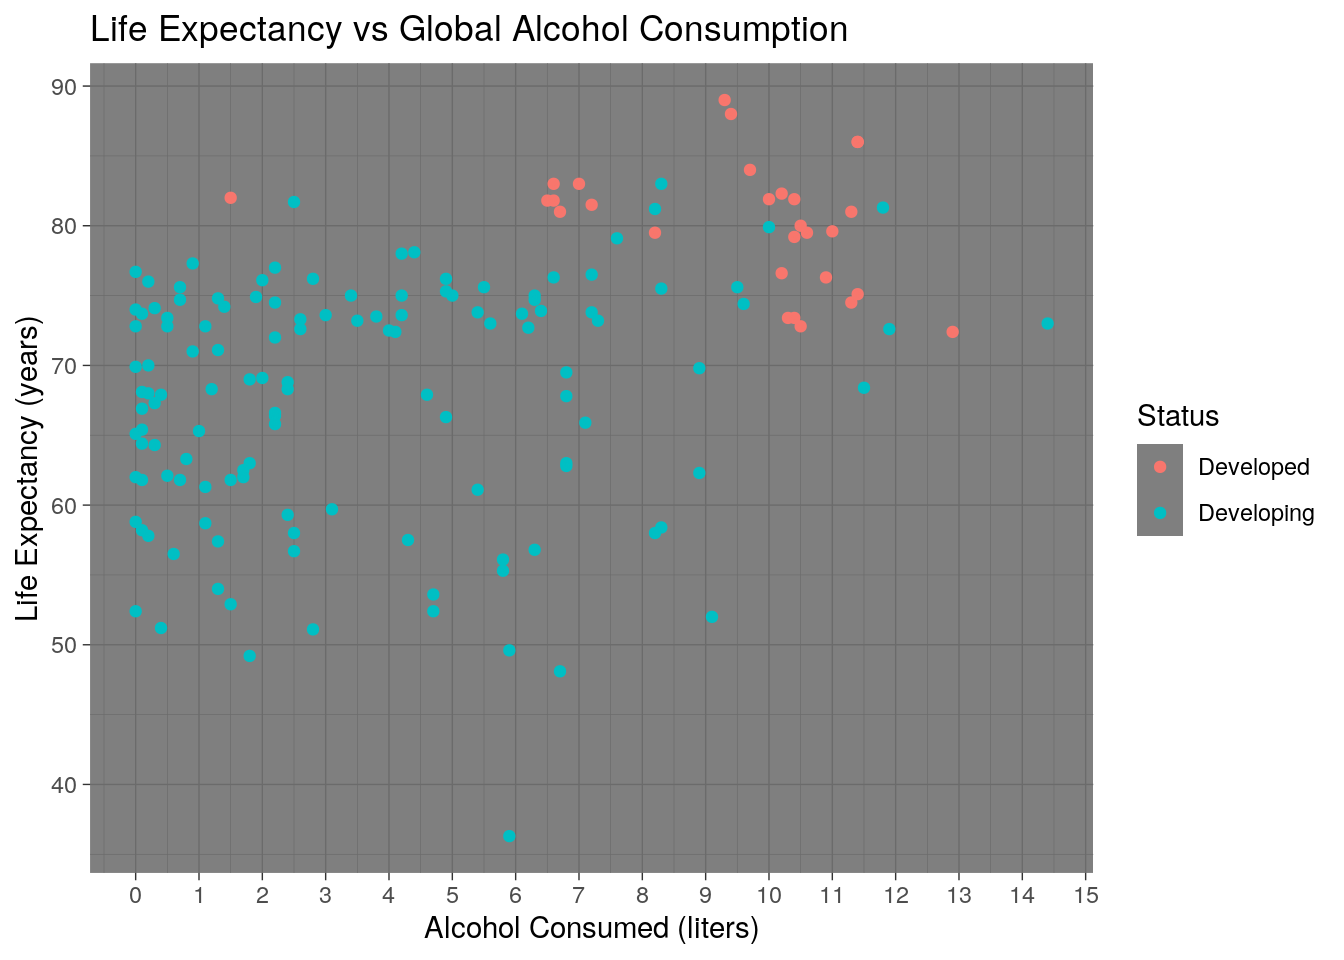 Life Expectancy vs Global Alcohol Consumption
Life Expectancy (years)
90
80
70
60
50
40
0 1 2 3 4 5 6 7 8 9 10 11 12 13 14 15
Alcohol Consumed (liters)
Status
Developed
Developing